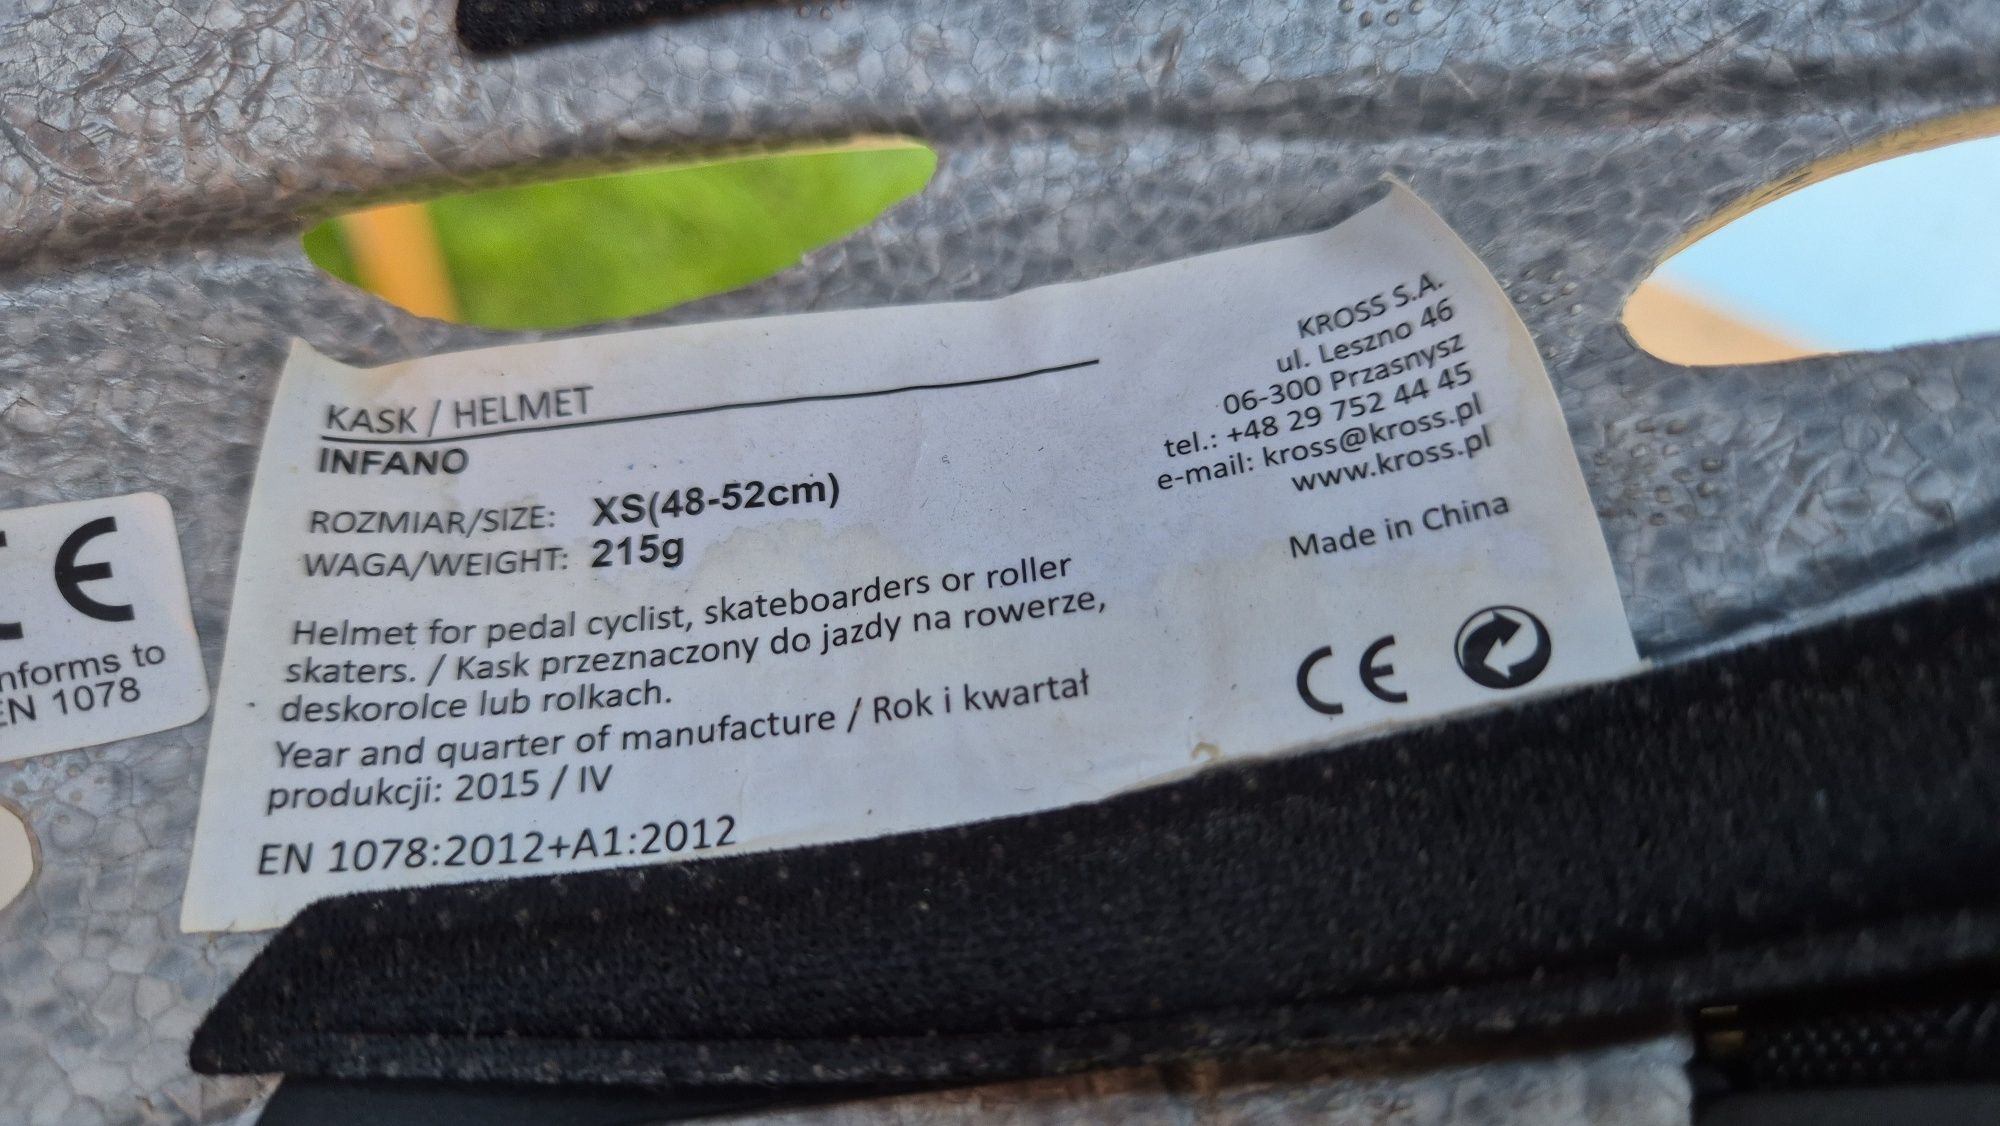 KASK / HELMET
INFANO
ROZMIAR/SIZE: XS(48-52cm)
WAGA/WEIGHT: 215g
Helmet for pedal cyclist, skateboarders or roller
skaters. / Kask przeznaczony do jazdy na rowerze,
deskorolce lub rolkach.
Year and quarter of manufacture / Rok i kwartał
produkcji: 2015 / IV
EN 1078:2012+A1:2012
KROSS S.A.
ul. Leszno 46
06-300 Przasnysz
tel.: +48 29 752 44 45
e-mail: kross@kross.pl
www.kross.pl
Made in China
CE
CE
nforms to
EN 1078